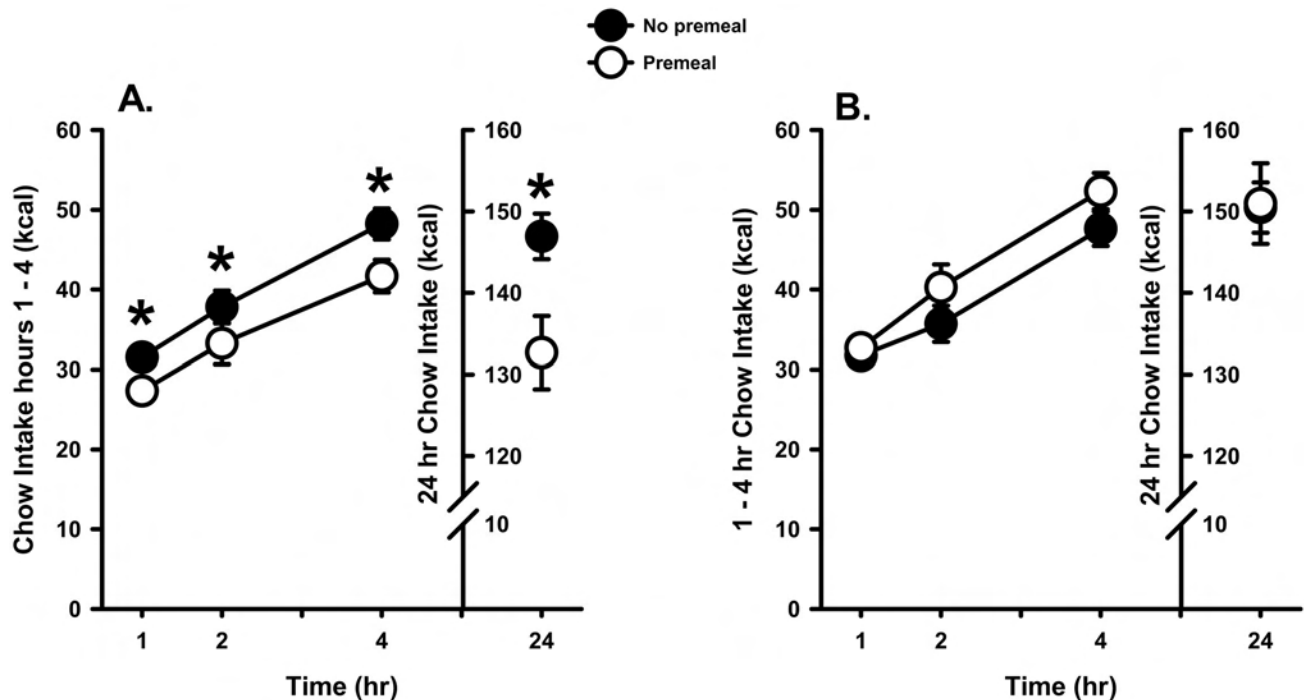 No premeal
Premeal
A.
Chow Intake hours 1 - 4 (kcal)
60
50
40
30
20
10
0
* * * *
24 hr Chow Intake (kcal)
160
150
140
130
120
10
1 2 4 24
Time (hr)
B.
1 - 4 hr Chow Intake (kcal)
60
50
40
30
20
10
0
24 hr Chow Intake (kcal)
160
150
140
130
120
10
1 2 4 24
Time (hr)